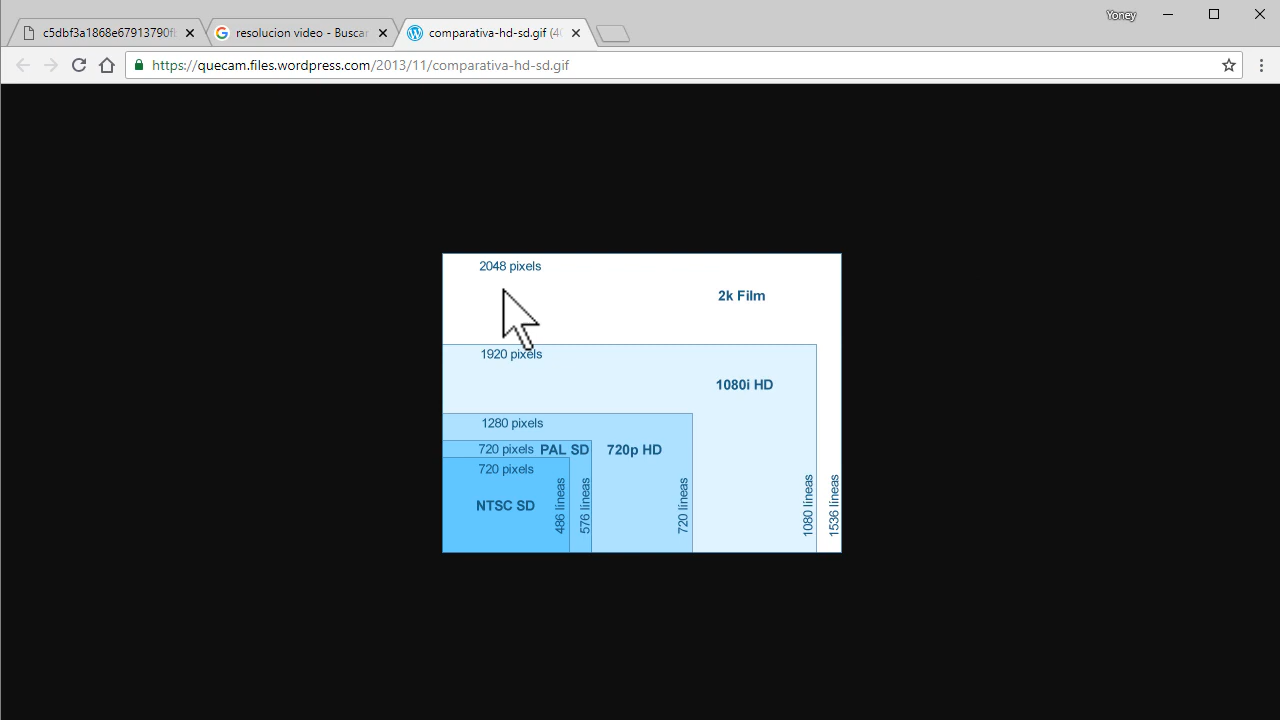 Yoney
c5dbf3a1868e67913790f
resolucion video - Buscar
comparativa-hd-sd.gif (40
https://quecam.files.wordpress.com/2013/11/comparativa-hd-sd.gif
2048 pixels
2k Film
1920 pixels
1080i HD
1280 pixels
720 pixels PAL SD 720p HD
720 pixels
NTSC SD
486 lineas
576 lineas
720 lineas
1080 lineas
1536 lineas